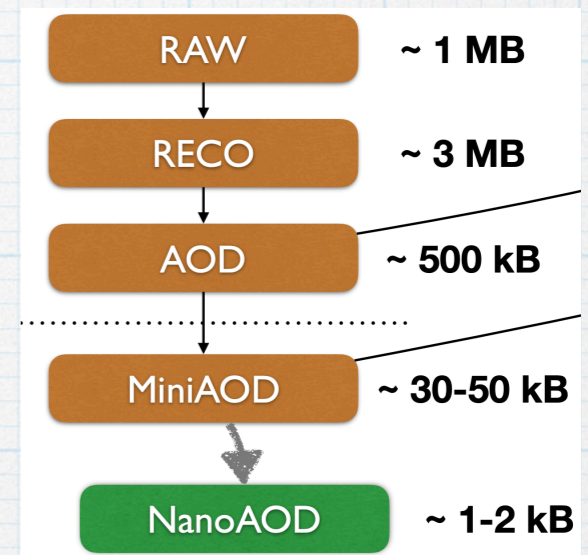 RAW ~ 1 MB
RECO ~ 3 MB
AOD ~ 500 kB
MiniAOD ~ 30-50 kB
NanoAOD ~ 1-2 kB